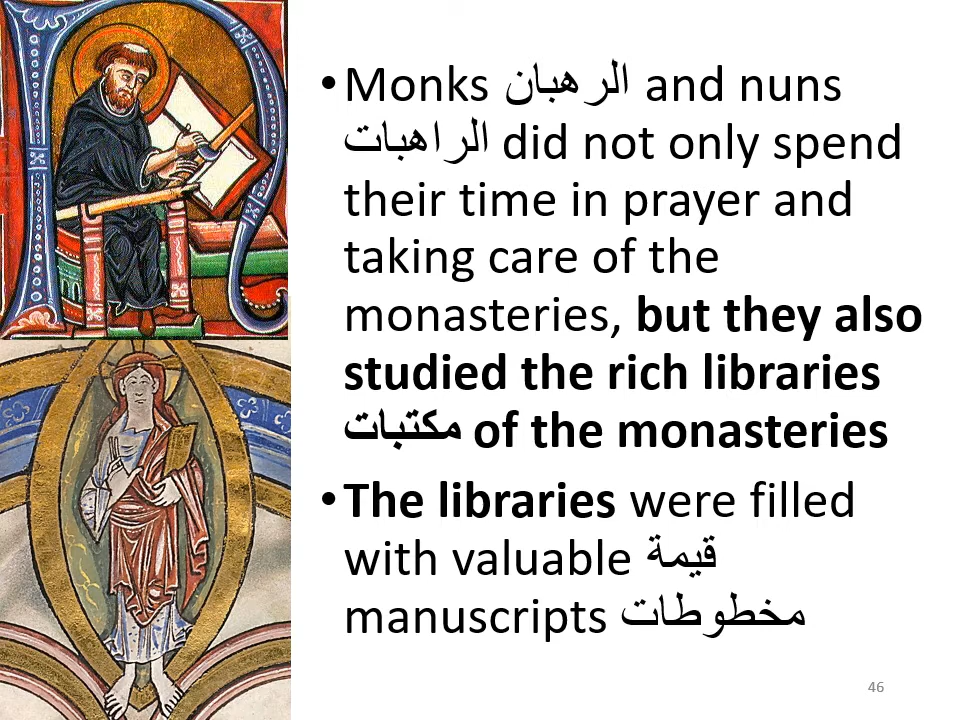 •Monks الرهبان and nuns
الراهبات did not only spend
their time in prayer and
taking care of the
monasteries, but they also
studied the rich libraries
مكتبات of the monasteries
•The libraries were filled
with valuable قيمة
manuscripts مخطوطات
46